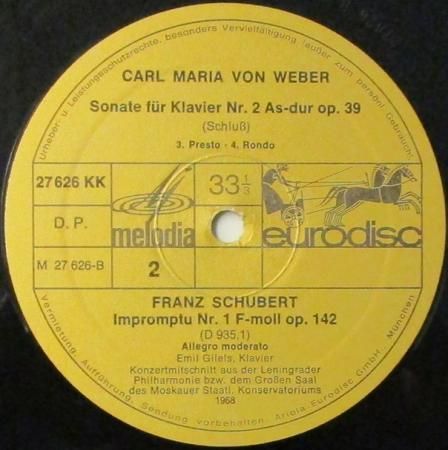 Urheber- u. Leistungsschutzrechte, besonders Vervielfältigung (außer zum persönl. Gebrauch),
CARL MARIA VON WEBER
Sonate für Klavier Nr. 2 As-dur op. 39
(Schluß)
3. Presto - 4. Rondo
27 626 KK
33 1/3
D. P.
melodia
eurodisc
M 27 626-B
2
FRANZ SCHUBERT
Impromptu Nr. 1 F-moll op. 142
(D 935,1)
Allegro moderato
Emil Gilels, Klavier
Konzertmitschnitt aus der Leningrader
Philharmonie bzw. dem Großen Saal
des Moskauer Staatl. Konservatoriums
1968
Vermietung, Aufführung, Sendung vorbehalten. Ariola-Eurodisc GmbH, München